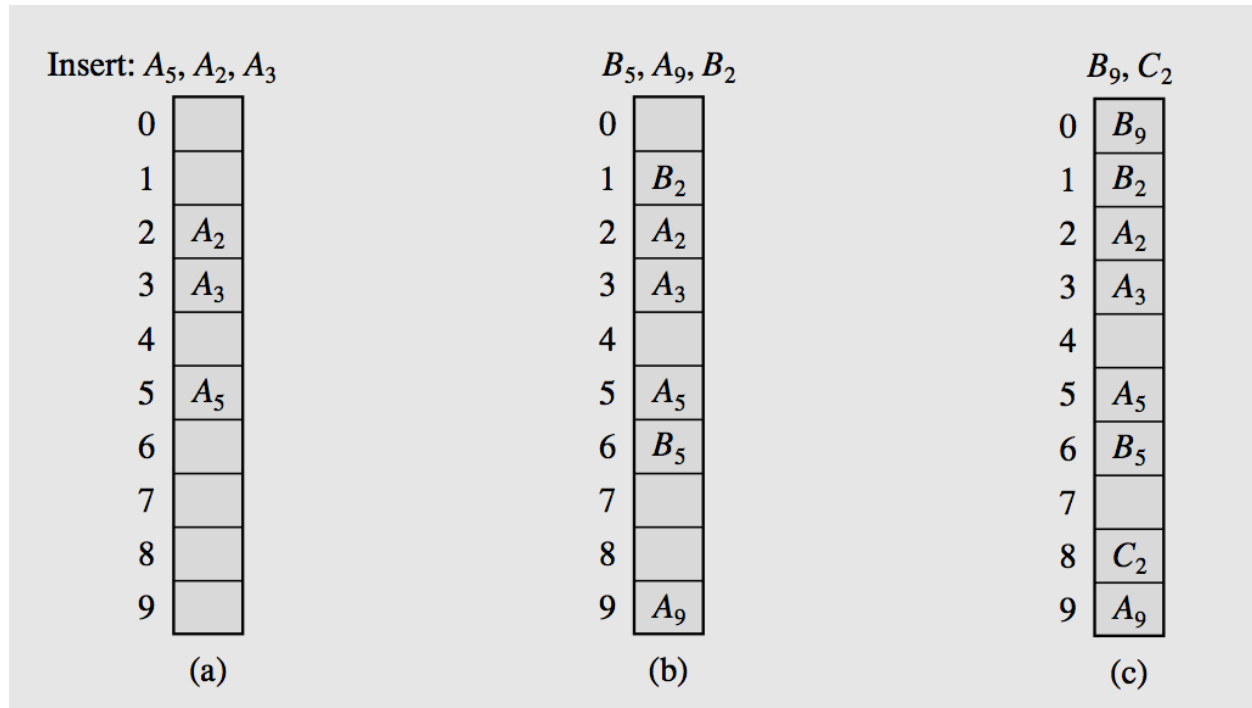 Insert: A₅, A₂, A₃
0
1
2 A₂
3 A₃
4
5 A₅
6
7
8
9
(a)
B₅, A₉, B₂
0
1 B₂
2 A₂
3 A₃
4
5 A₅
6 B₅
7
8
9 A₉
(b)
B₉, C₂
0 B₉
1 B₂
2 A₂
3 A₃
4
5 A₅
6 B₅
7
8 C₂
9 A₉
(c)